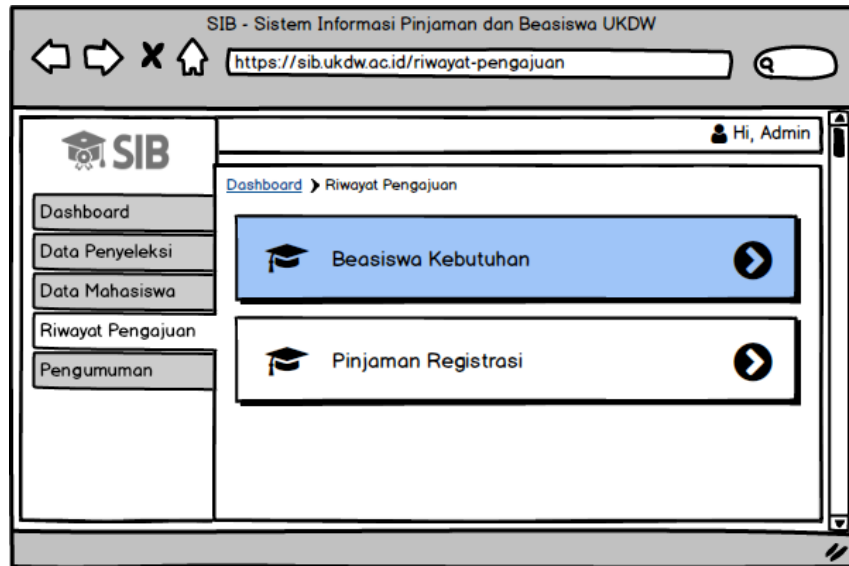 SIB - Sistem Informasi Pinjaman dan Beasiswa UKDW
https://sib.ukdw.ac.id/riwayat-pengajuan
SIB
Hi, Admin
Dashboard
Data Penyeleksi
Data Mahasiswa
Riwayat Pengajuan
Pengumuman
Dashboard ❯ Riwayat Pengajuan
Beasiswa Kebutuhan
Pinjaman Registrasi